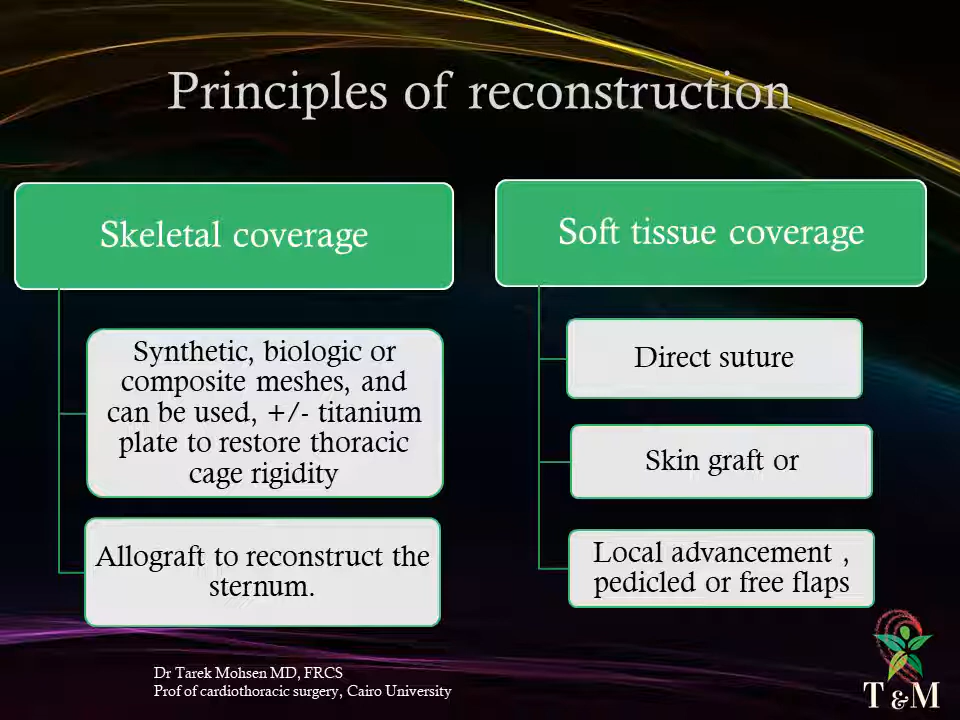 Principles of reconstruction
Skeletal coverage
Synthetic, biologic or
composite meshes, and
can be used, +/- titanium
plate to restore thoracic
cage rigidity
Allograft to reconstruct the
sternum.
Soft tissue coverage
Direct suture
Skin graft or
Local advancement ,
pedicled or free flaps
Dr Tarek Mohsen MD, FRCS
Prof of cardiothoracic surgery, Cairo University
T & M